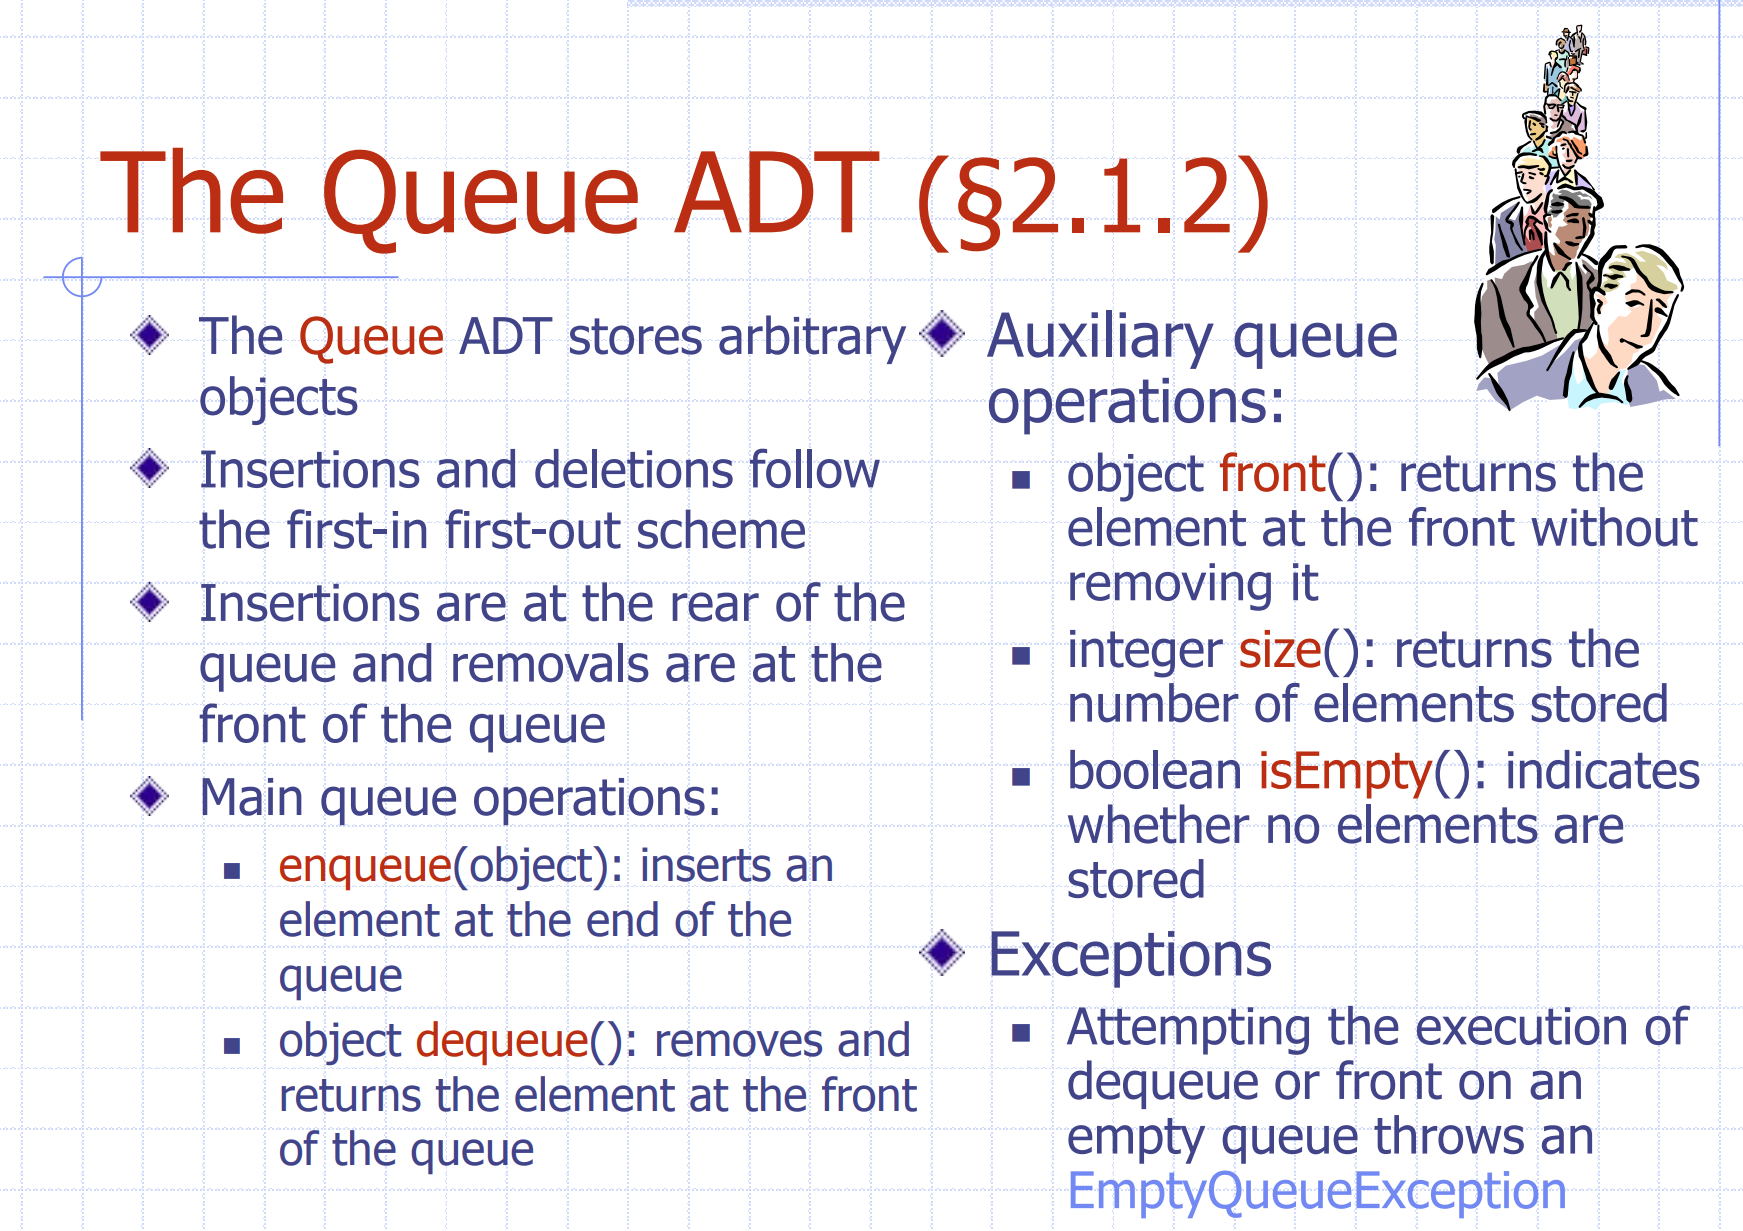 The Queue ADT (§2.1.2)
The Queue ADT stores arbitrary
objects
Insertions and deletions follow
the first-in first-out scheme
Insertions are at the rear of the
queue and removals are at the
front of the queue
Main queue operations:
enqueue(object): inserts an
element at the end of the
queue
object dequeue(): removes and
returns the element at the front
of the queue
Auxiliary queue
operations:
object front(): returns the
element at the front without
removing it
integer size(): returns the
number of elements stored
boolean isEmpty(): indicates
whether no elements are
stored
Exceptions
Attempting the execution of
dequeue or front on an
empty queue throws an
EmptyQueueException